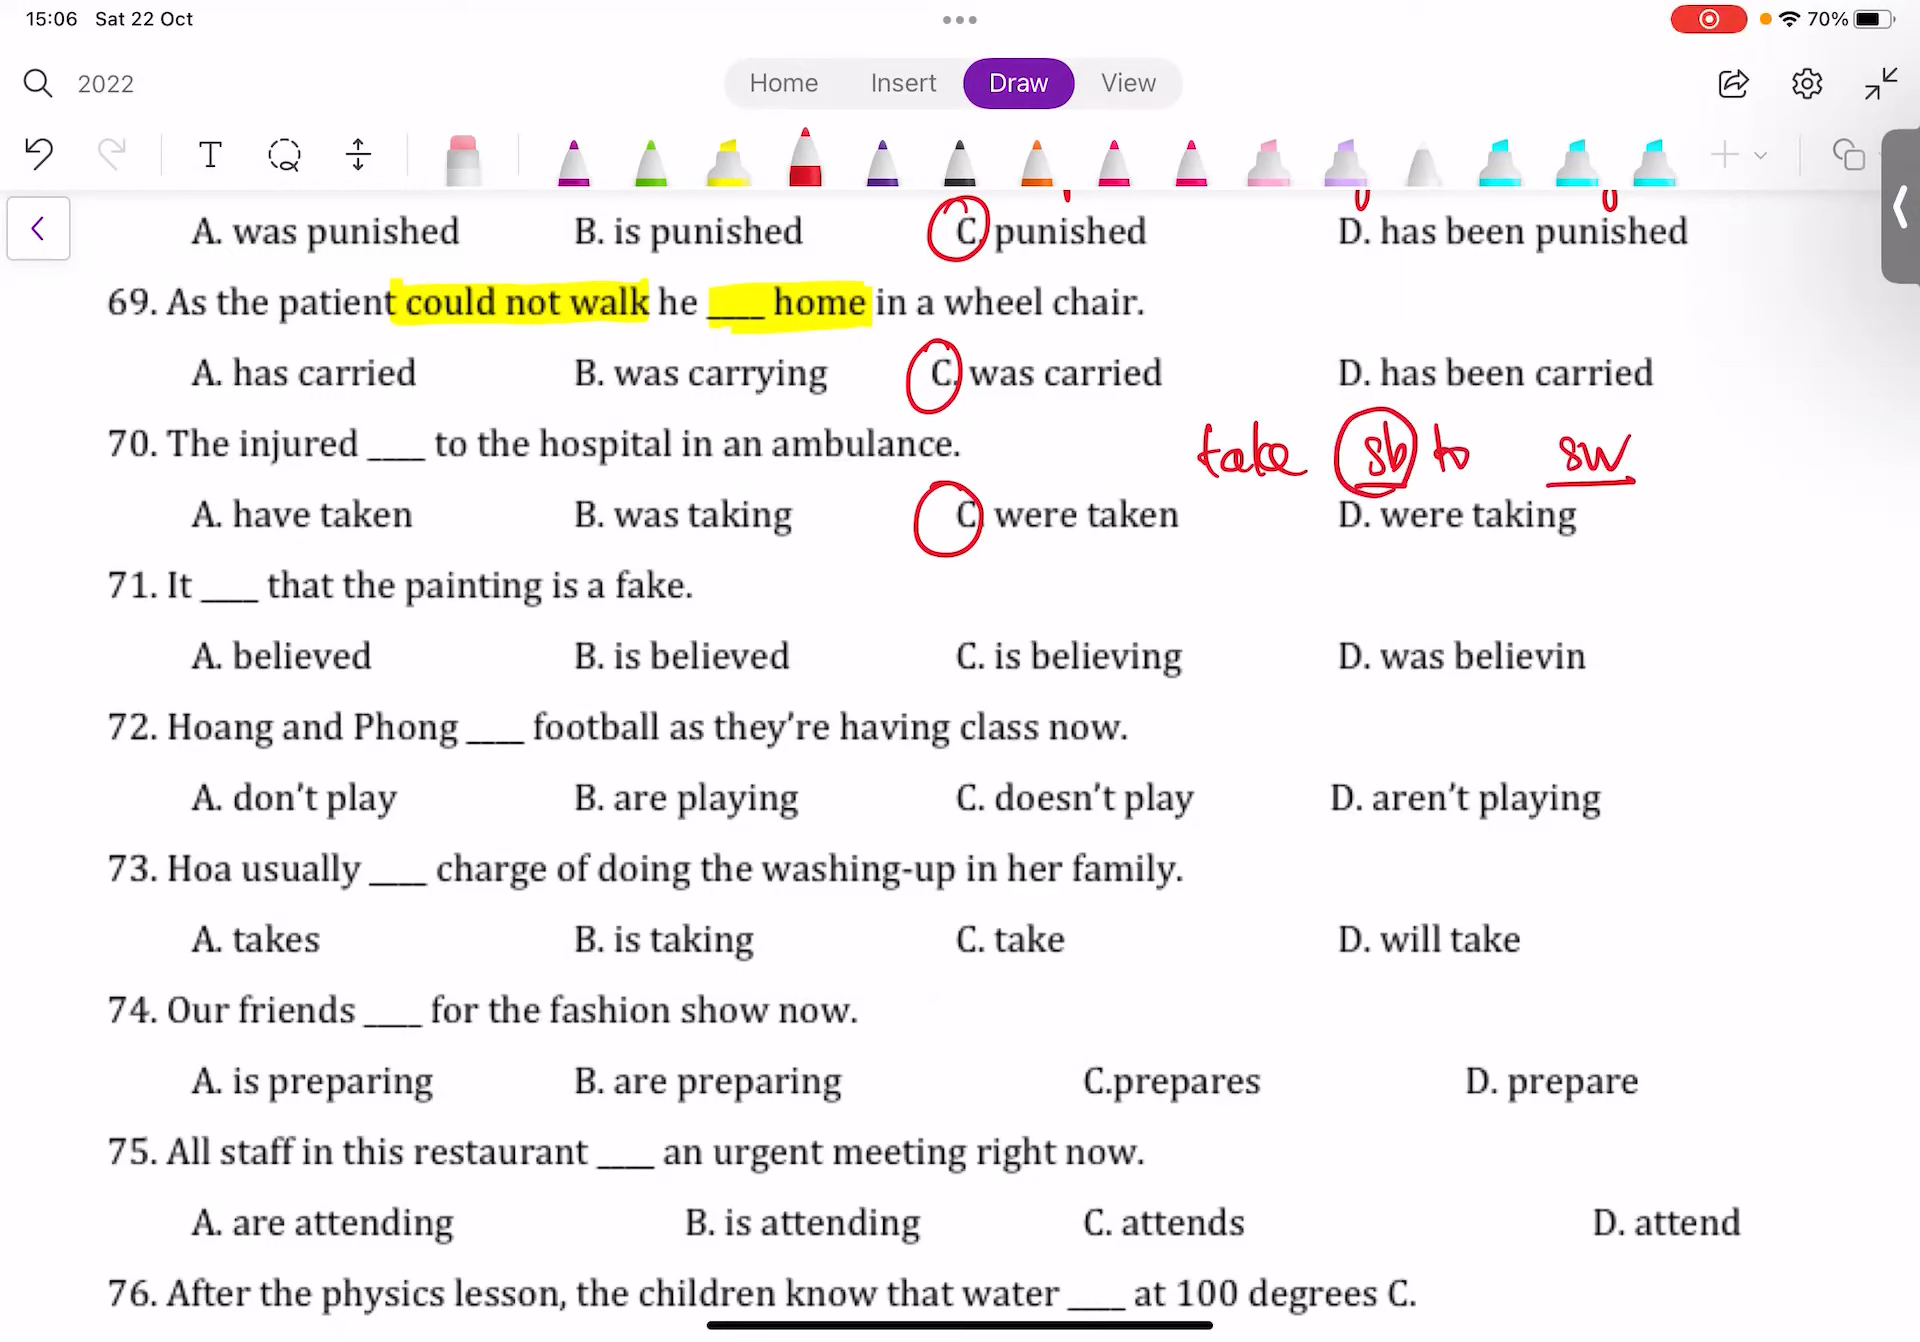 15:06 Sat 22 Oct
70%
2022
Home Insert Draw View
T
A. was punished B. is punished C. punished D. has been punished
69. As the patient could not walk he ___ home in a wheel chair.
A. has carried B. was carrying C. was carried D. has been carried
70. The injured ___ to the hospital in an ambulance.
take sb to sw
A. have taken B. was taking C. were taken D. were taking
71. It ___ that the painting is a fake.
A. believed B. is believed C. is believing D. was believin
72. Hoang and Phong ___ football as they're having class now.
A. don't play B. are playing C. doesn't play D. aren't playing
73. Hoa usually ___ charge of doing the washing-up in her family.
A. takes B. is taking C. take D. will take
74. Our friends ___ for the fashion show now.
A. is preparing B. are preparing C.prepares D. prepare
75. All staff in this restaurant ___ an urgent meeting right now.
A. are attending B. is attending C. attends D. attend
76. After the physics lesson, the children know that water ___ at 100 degrees C.